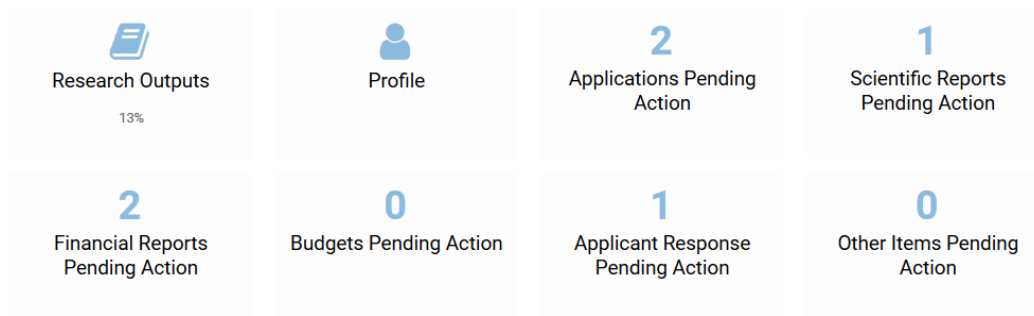 Research Outputs
13%
Profile
2
Applications Pending
Action
1
Scientific Reports
Pending Action
2
Financial Reports
Pending Action
0
Budgets Pending Action
1
Applicant Response
Pending Action
0
Other Items Pending
Action